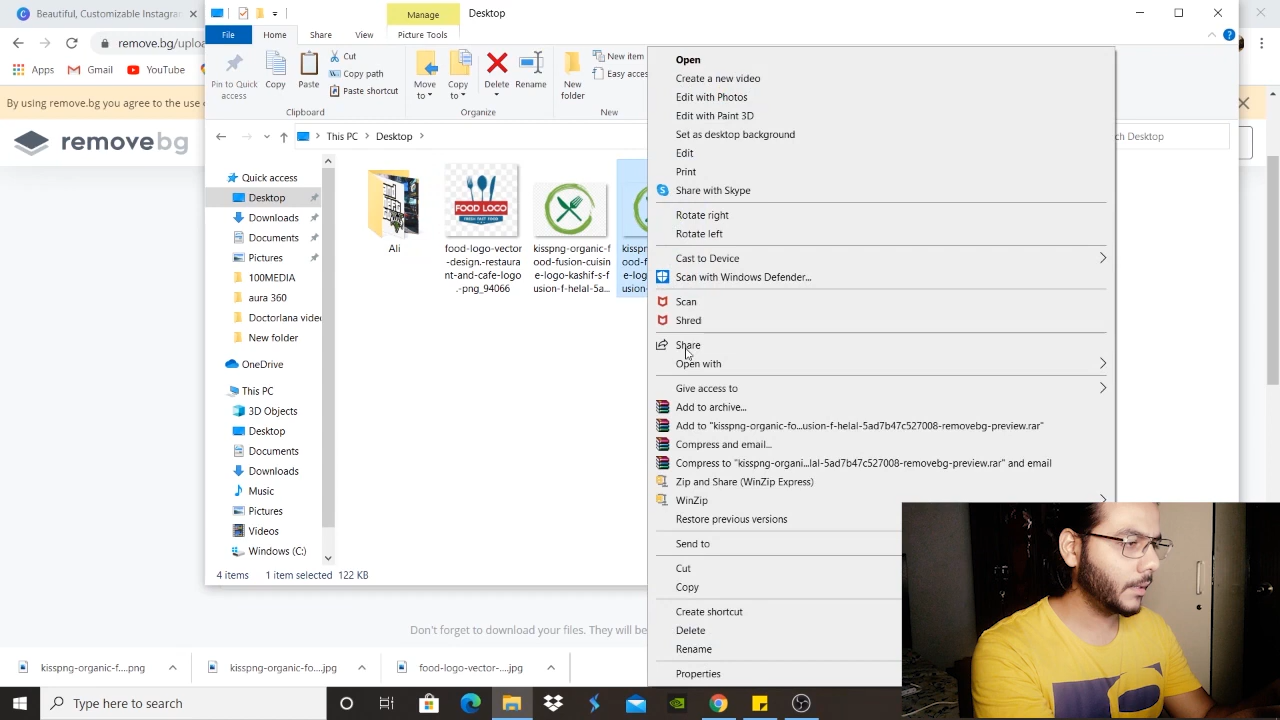 Beautiful, Customizable Instagra
Manage
Desktop
remove.bg/uploa
File
Home
Share
View
Picture Tools
Apps
Gmail
YouTube
By using remove.bg you agree to the use
removebg
Pin to Quick access
Copy
Paste
Cut
Copy path
Paste shortcut
Clipboard
Move to
Copy to
Delete
Rename
Organize
New folder
New item
Easy acces
New
This PC
Desktop
ch Desktop
Quick access
Desktop
Downloads
Documents
Pictures
100MEDIA
aura 360
Doctorlana vide
New folder
OneDrive
This PC
3D Objects
Desktop
Documents
Downloads
Music
Pictures
Videos
Windows (C:)
Ali
FOOD LOGO
food-logo-vector
-design.-restaura
nt-and-cafe-logo
.-png_94066
kisspng-organic-f
ood-fusion-cuisin
e-logo-kashif-s-f
usion-f-helal-5a...
4 items
1 item selected
122 KB
Open
Create a new video
Edit with Photos
Edit with Paint 3D
Set as desktop background
Edit
Print
Share with Skype
Rotate right
Rotate left
Cast to Device
Scan with Windows Defender...
Scan
Shred
Share
Open with
Give access to
Add to archive...
Add to "kisspng-organic-fo...usion-f-helal-5ad7b47c527008-removebg-preview.rar"
Compress and email...
Compress to "kisspng-organi...lal-5ad7b47c527008-removebg-preview.rar" and email
Zip and Share (WinZip Express)
WinZip
Restore previous versions
Send to
Cut
Copy
Create shortcut
Delete
Rename
Properties
Don't forget to download your files. They will be
kisspng-organic-f....png
kisspng-organic-fo....jpg
food-logo-vector-....jpg
Type here to search